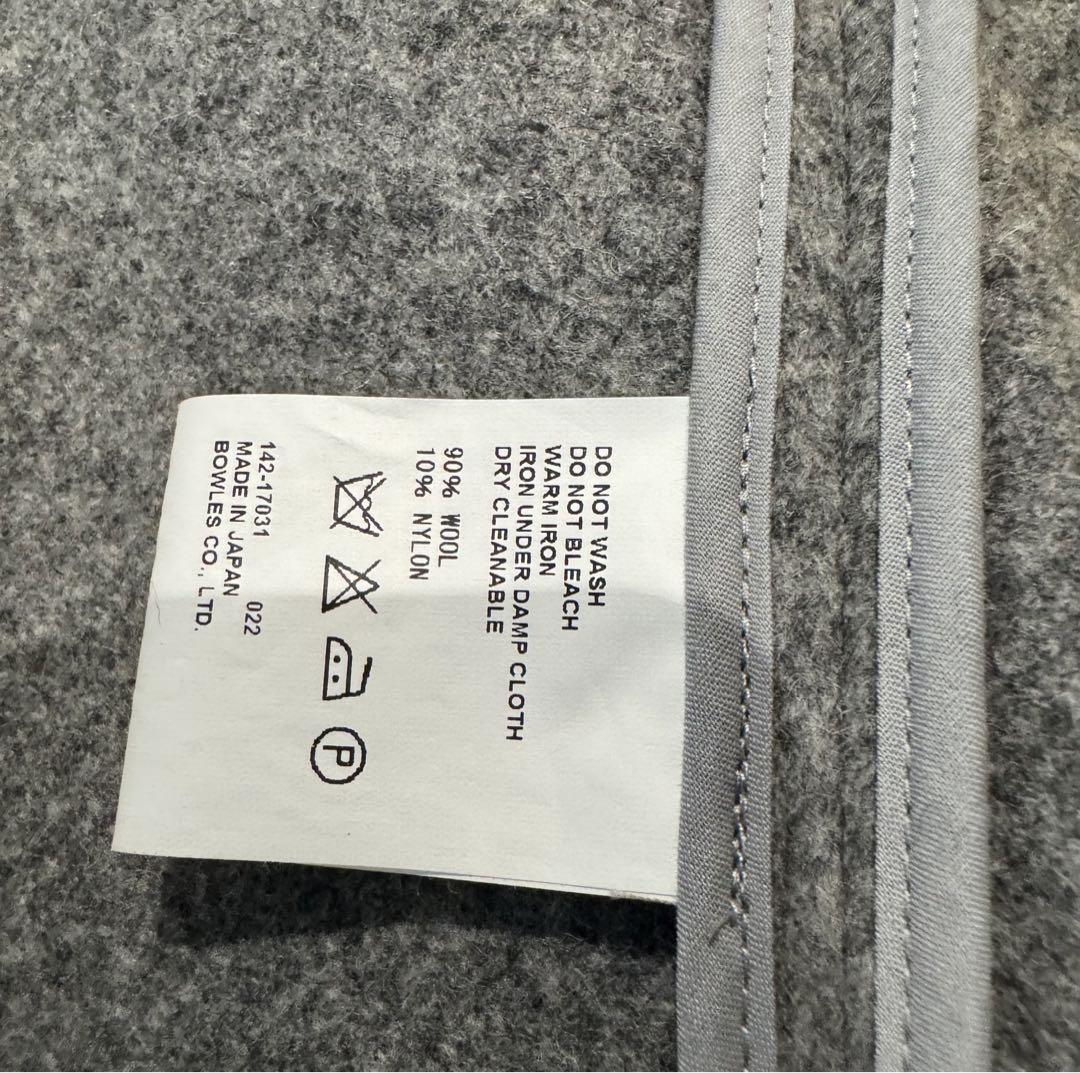 DO NOT WASH
DO NOT BLEACH
WARM IRON
IRON UNDER DAMP CLOTH
DRY CLEANABLE
90% WOOL
10% NYLON
P
142-17031 022
MADE IN JAPAN
BOWLES CO., LTD.